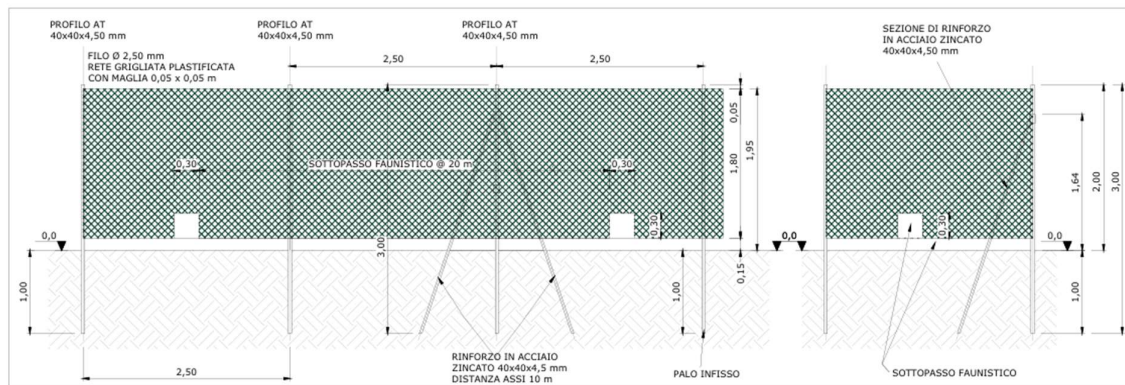 PROFILO AT
40x40x4,50 mm
PROFILO AT
40x40x4,50 mm
PROFILO AT
40x40x4,50 mm
FILO Ø 2,50 mm
RETE GRIGLIATA PLASTIFICATA
CON MAGLIA 0,05 x 0,05 m
2,50
2,50
0,05
1,80
1,95
0,30
SOTTOPASSO FAUNISTICO @ 20 m
0,30
0,30
0,0
3,00
1,00
1,00
0,15
2,50
RINFORZO IN ACCIAIO
ZINCATO 40x40x4,5 mm
DISTANZA ASSI 10 m
PALO INFISSO
SEZIONE DI RINFORZO
IN ACCIAIO ZINCATO
40x40x4,50 mm
1,64
2,00
3,00
0,30
0,0
0,0
0,0
1,00
SOTTOPASSO FAUNISTICO